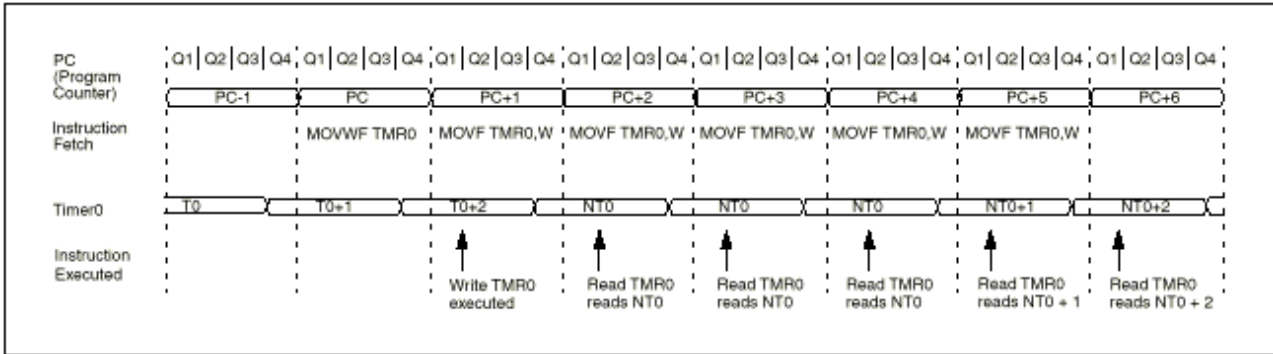 PC
(Program
Counter)
Q1 Q2 Q3 Q4 Q1 Q2 Q3 Q4 Q1 Q2 Q3 Q4 Q1 Q2 Q3 Q4 Q1 Q2 Q3 Q4 Q1 Q2 Q3 Q4 Q1 Q2 Q3 Q4 Q1 Q2 Q3 Q4
PC-1 PC PC+1 PC+2 PC+3 PC+4 PC+5 PC+6
Instruction
Fetch
MOVWF TMR0 MOVF TMR0,W MOVF TMR0,W MOVF TMR0,W MOVF TMR0,W MOVF TMR0,W
Timer0
T0 T0+1 T0+2 NT0 NT0 NT0 NT0+1 NT0+2
Instruction
Executed
Write TMR0
executed
Read TMR0
reads NT0
Read TMR0
reads NT0
Read TMR0
reads NT0
Read TMR0
reads NT0 + 1
Read TMR0
reads NT0 + 2